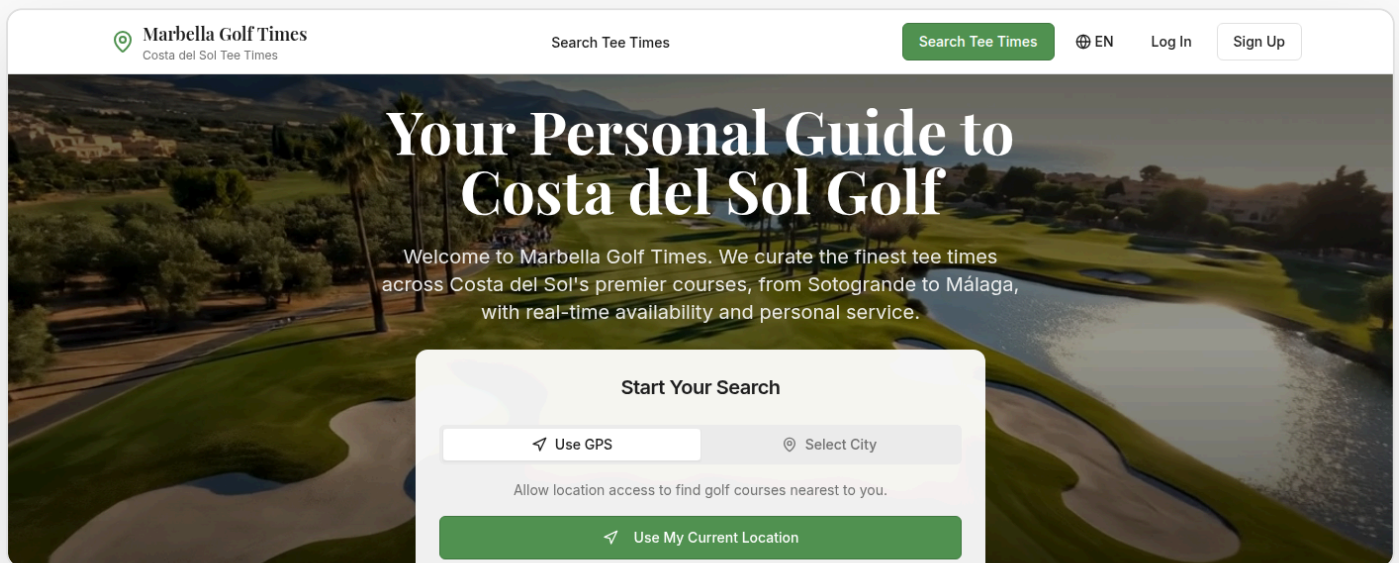 Marbella Golf Times
Costa del Sol Tee Times
Search Tee Times
Search Tee Times
EN
Log In
Sign Up
Your Personal Guide to
Costa del Sol Golf
Welcome to Marbella Golf Times. We curate the finest tee times
across Costa del Sol's premier courses, from Sotogrande to Málaga,
with real-time availability and personal service.
Start Your Search
Use GPS
Select City
Allow location access to find golf courses nearest to you.
Use My Current Location